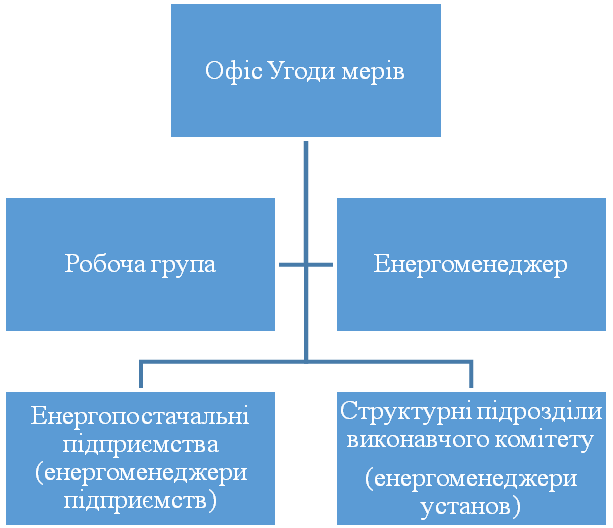 Офіс Угоди мерів
Робоча група
Енергоменеджер
Енергопостачальні
підприємства
(енергоменеджери
підприємств)
Структурні підрозділи
виконавчого комітету
(енергоменеджери
установ)